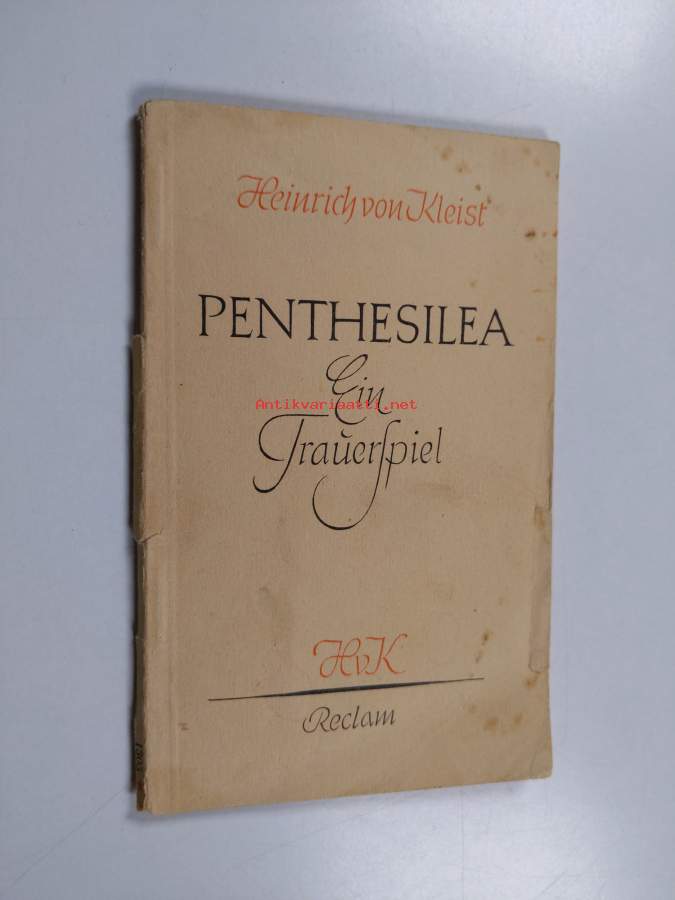 Heinrich von Kleist
PENTHESILEA
Ein
Antikvariaatti.net
Trauerspiel
HvK
Reclam